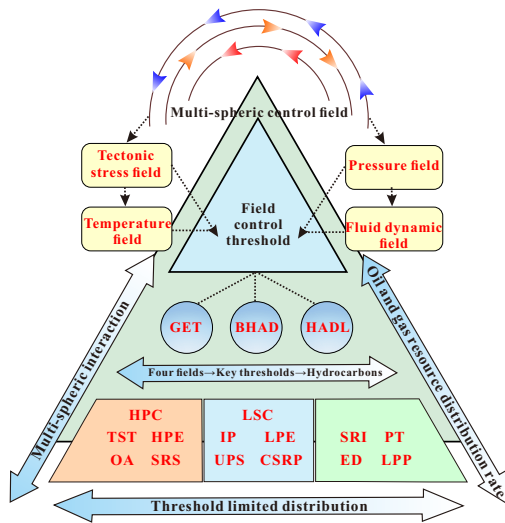 Multi-spheric control field
Tectonic
stress field
Pressure field
Temperature
field
Field
control
threshold
Fluid dynamic
field
GET
BHAD
HADL
Multi-spheric interaction
Oil and gas resource distribution rate
Four fields→Key thresholds→Hydrocarbons
HPC
TST HPE
OA SRS
LSC
IP LPE
UPS CSRP
SRI PT
ED LPP
Threshold limited distribution